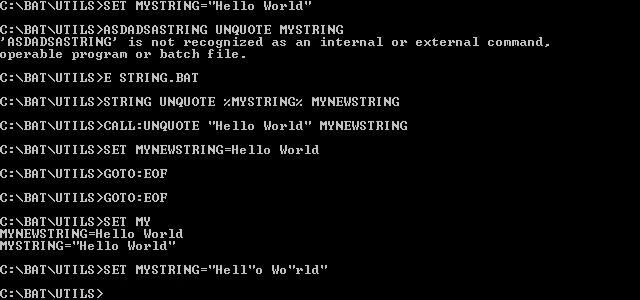 C:\BAT\UTILS>SET MYSTRING="Hello World"
C:\BAT\UTILS>ASDADSASTRING UNQUOTE MYSTRING
'ASDADSASTRING' is not recognized as an internal or external command,
operable program or batch file.
C:\BAT\UTILS>E STRING.BAT
C:\BAT\UTILS>STRING UNQUOTE %MYSTRING% MYNEWSTRING
C:\BAT\UTILS>CALL:UNQUOTE "Hello World" MYNEWSTRING
C:\BAT\UTILS>SET MYNEWSTRING=Hello World
C:\BAT\UTILS>GOTO:EOF
C:\BAT\UTILS>GOTO:EOF
C:\BAT\UTILS>SET MY
MYNEWSTRING=Hello World
MYSTRING="Hello World"
C:\BAT\UTILS>SET MYSTRING="Hell"o Wo"rld"
C:\BAT\UTILS>